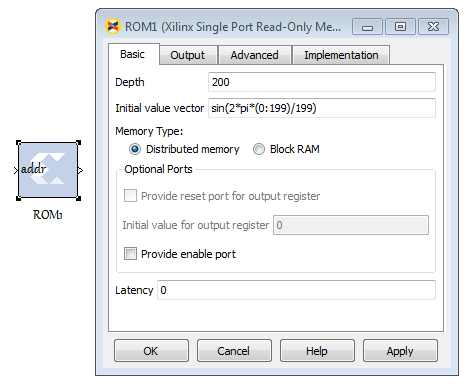 ROM1 (Xilinx Single Port Read-Only Me...
Basic
Output
Advanced
Implementation
Depth
200
Initial value vector
sin(2*pi*(0:199)/199)
Memory Type:
Distributed memory
Block RAM
Optional Ports
Provide reset port for output register
Initial value for output register
0
Provide enable port
Latency
0
OK
Cancel
Help
Apply
addr
ROM1